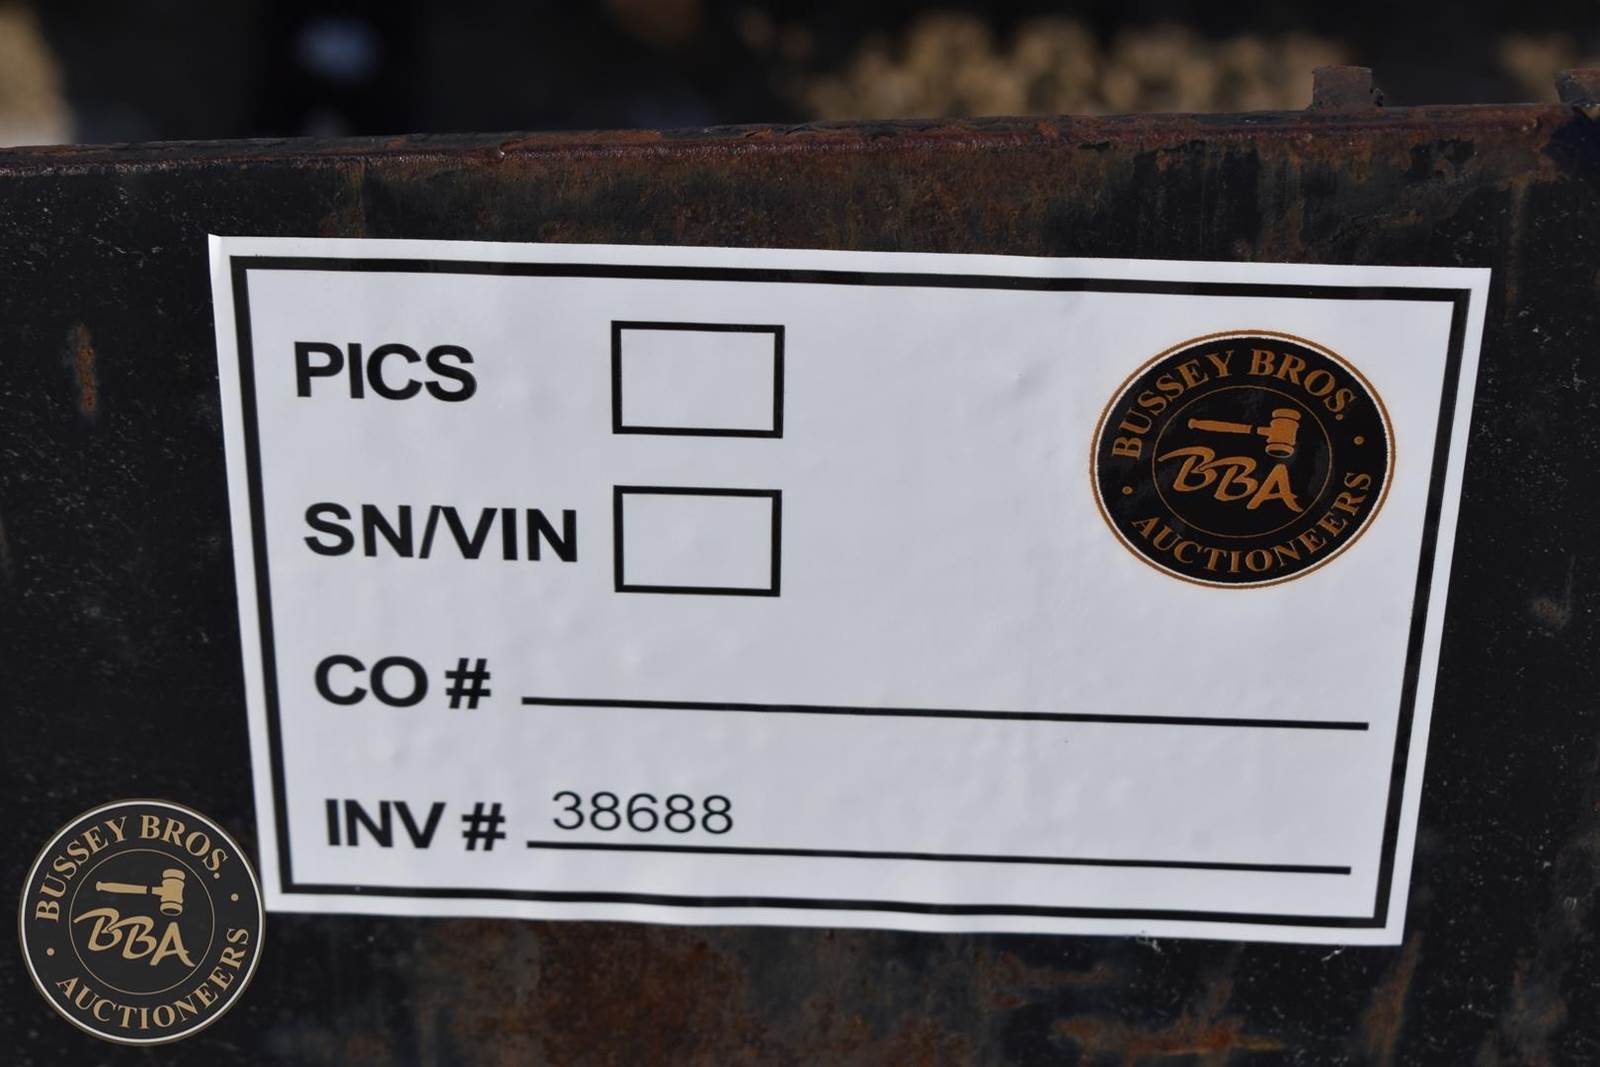 PICS
SN/VIN
CO #
INV # 38688
BUSSEY BROS.
BBA
AUCTIONEERS
BUSSEY BROS.
BBA
AUCTIONEERS